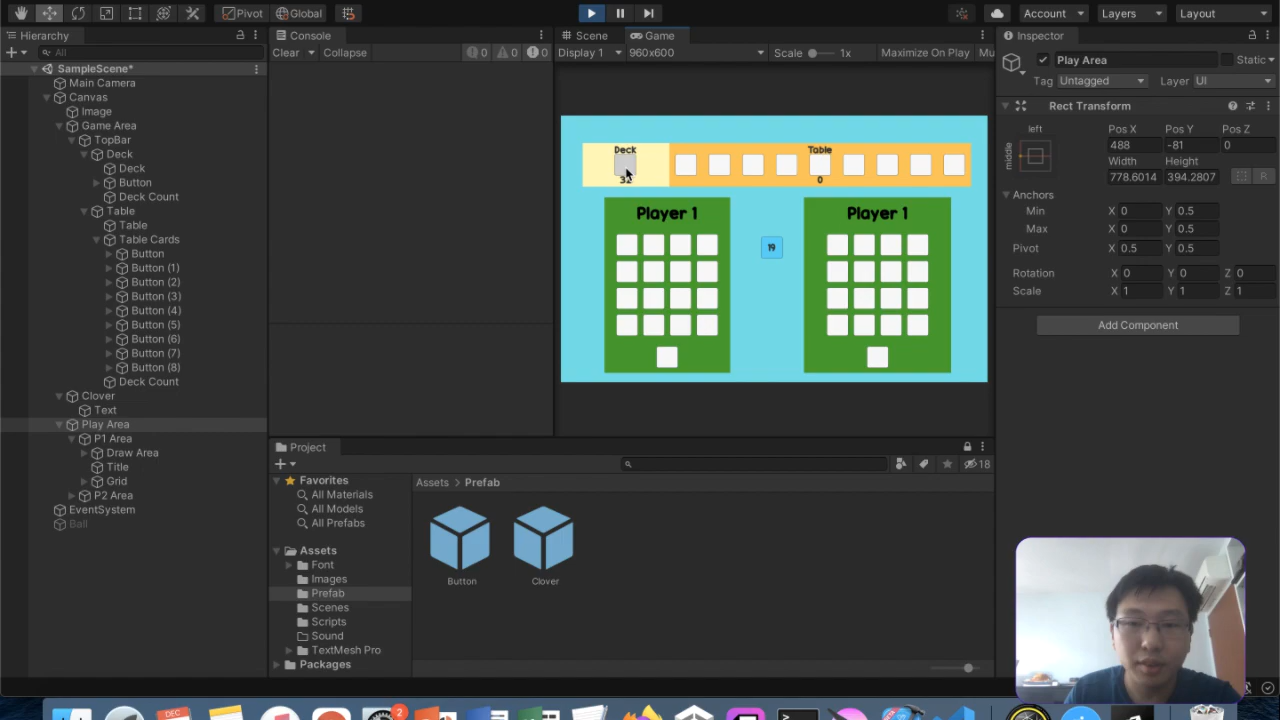 Pivot
Global
Account
Layers
Layout
Hierarchy
All
SampleScene*
Main Camera
Canvas
Image
Game Area
TopBar
Deck
Deck
Button
Deck Count
Table
Table
Table Cards
Button
Button (1)
Button (2)
Button (3)
Button (4)
Button (5)
Button (6)
Button (7)
Button (8)
Deck Count
Clover
Text
Play Area
P1 Area
Draw Area
Title
Grid
P2 Area
EventSystem
Ball
Console
Clear
Collapse
0
0
0
Scene
Game
Display 1
960x600
Scale
1x
Maximize On Play
Mu
Deck
32
Table
0
Player 1
19
Player 1
Project
18
Favorites
All Materials
All Models
All Prefabs
Assets
Font
Images
Prefab
Scenes
Scripts
Sound
TextMesh Pro
Packages
Assets > Prefab
Button
Clover
Inspector
Play Area
Static
Tag Untagged
Layer UI
Rect Transform
left
middle
Pos X Pos Y Pos Z
488 -81 0
Width Height
778.6014 394.2807
R
Anchors
Min X 0 Y 0.5
Max X 0 Y 0.5
Pivot X 0.5 Y 0.5
Rotation X 0 Y 0 Z 0
Scale X 1 Y 1 Z 1
Add Component
DEC
2